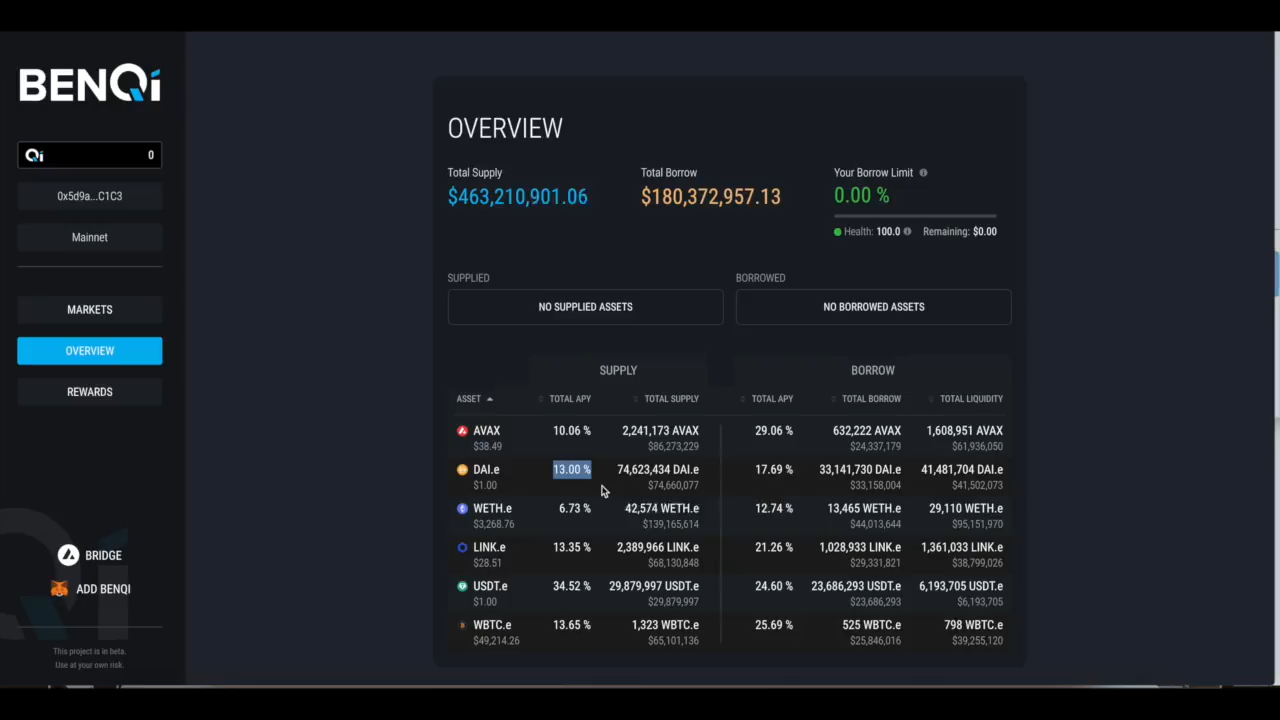 BENQi
Qi 0
0x5d9a...C1C3
Mainnet
MARKETS
OVERVIEW
REWARDS
BRIDGE
ADD BENQI
This project is in beta.
Use at your own risk.
OVERVIEW
Total Supply Total Borrow Your Borrow Limit
$463,210,901.06 $180,372,957.13 0.00 %
Health: 100.0 Remaining: $0.00
SUPPLIED BORROWED
NO SUPPLIED ASSETS NO BORROWED ASSETS
SUPPLY BORROW
ASSET TOTAL APY TOTAL SUPPLY TOTAL APY TOTAL BORROW TOTAL LIQUIDITY
AVAX 10.06 % 2,241,173 AVAX 29.06 % 632,222 AVAX 1,608,951 AVAX
$38.49 $86,273,229 $24,337,179 $61,936,050
DAI.e 13.00 % 74,623,434 DAI.e 17.69 % 33,141,730 DAI.e 41,481,704 DAI.e
$1.00 $74,660,077 $33,158,004 $41,502,073
WETH.e 6.73 % 42,574 WETH.e 12.74 % 13,465 WETH.e 29,110 WETH.e
$3,268.76 $139,165,614 $44,013,644 $95,151,970
LINK.e 13.35 % 2,389,966 LINK.e 21.26 % 1,028,933 LINK.e 1,361,033 LINK.e
$28.51 $68,130,848 $29,331,821 $38,799,026
USDT.e 34.52 % 29,879,997 USDT.e 24.60 % 23,686,293 USDT.e 6,193,705 USDT.e
$1.00 $29,879,997 $23,686,293 $6,193,705
WBTC.e 13.65 % 1,323 WBTC.e 25.69 % 525 WBTC.e 798 WBTC.e
$49,214.26 $65,101,136 $25,846,016 $39,255,120